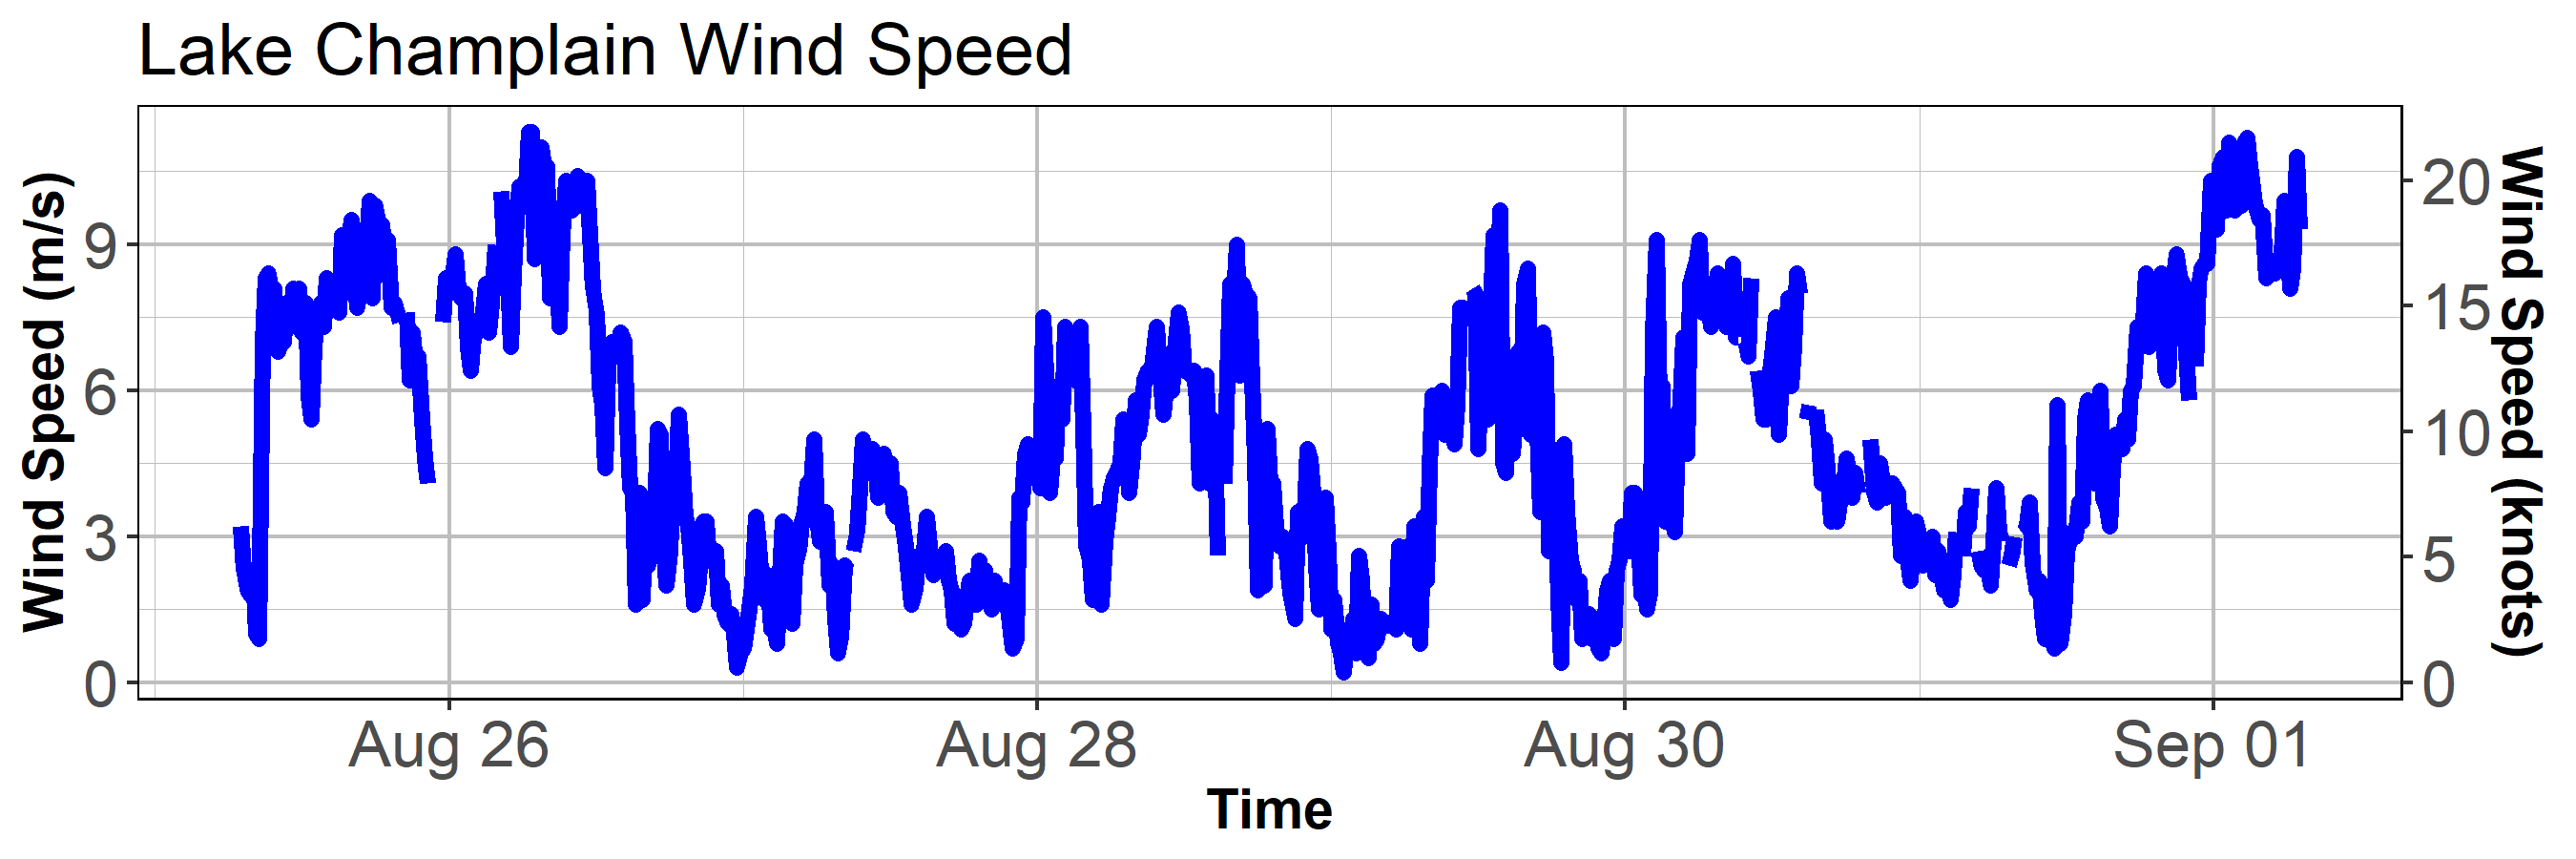 Lake Champlain Wind Speed
Wind Speed (m/s)
9
6
3
0
20
15
10
5
0
Wind Speed (knots)
Aug 26
Aug 28
Aug 30
Sep 01
Time